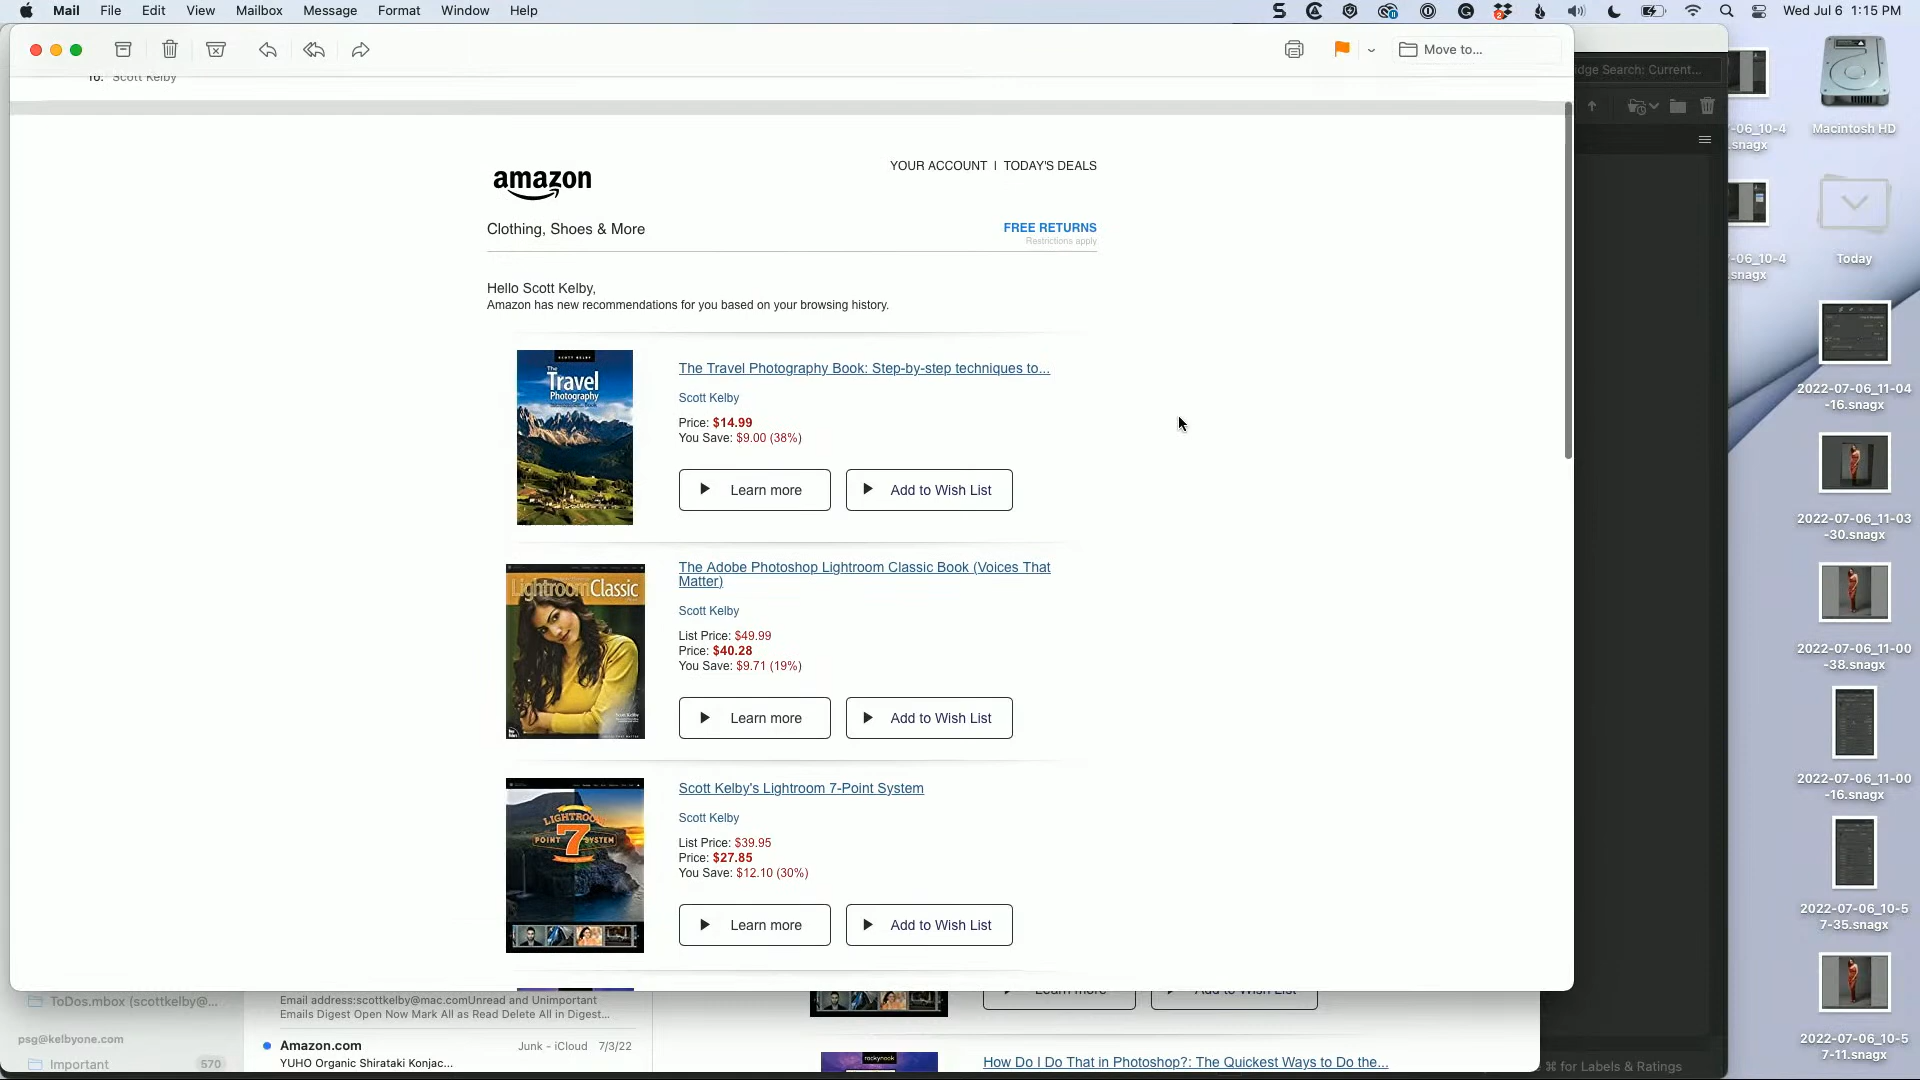 Mail File Edit View Mailbox Message Format Window Help
Wed Jul 6 1:15 PM
Move to...
To: Scott Kelby
amazon
YOUR ACCOUNT | TODAY'S DEALS
Clothing, Shoes & More
FREE RETURNS
Restrictions apply
Hello Scott Kelby,
Amazon has new recommendations for you based on your browsing history.
SCOTT KELBY
The
Travel
Photography
The Travel Photography Book: Step-by-step techniques to...
Scott Kelby
Price: $14.99
You Save: $9.00 (38%)
Learn more
Add to Wish List
Lightroom Classic
The Adobe Photoshop Lightroom Classic Book (Voices That
Matter)
Scott Kelby
List Price: $49.99
Price: $40.28
You Save: $9.71 (19%)
Learn more
Add to Wish List
LIGHTROOM
7
POINT SYSTEM
Scott Kelby's Lightroom 7-Point System
Scott Kelby
List Price: $39.95
Price: $27.85
You Save: $12.10 (30%)
Learn more
Add to Wish List
ToDos.mbox (scottkelby@...
psg@kelbyone.com
Important 570
Email address:scottkelby@mac.comUnread and Unimportant
Emails Digest Open Now Mark All as Read Delete All in Digest...
Amazon.com Junk - iCloud 7/3/22
YUHO Organic Shirataki Konjac...
Learn more
Add to Wish List
rockynook
How Do I Do That in Photoshop?: The Quickest Ways to Do the...
dge Search: Current...
⌘ for Labels & Ratings
-06_10-4
.snagx
-06_10-4
.snagx
Macintosh HD
Today
2022-07-06_11-04
-16.snagx
2022-07-06_11-03
-30.snagx
2022-07-06_11-00
-38.snagx
2022-07-06_11-00
-16.snagx
2022-07-06_10-5
7-35.snagx
2022-07-06_10-5
7-11.snagx